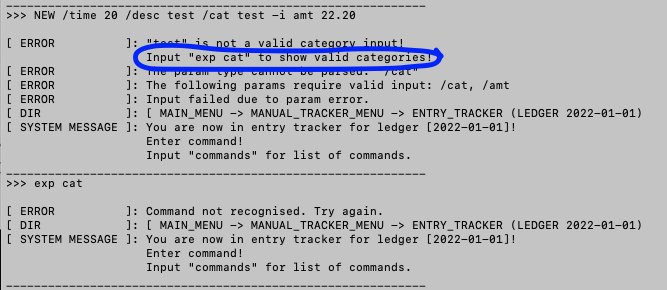 >>> NEW /time 20 /desc test /cat test -i amt 22.20
[ ERROR          ]: "test" is not a valid category input!
Input "exp cat" to show valid categories!
[ ERROR          ]: The param type cannot be parsed: "/cat"
[ ERROR          ]: The following params require valid input: /cat, /amt
[ ERROR          ]: Input failed due to param error.
[ DIR            ]: [ MAIN_MENU -> MANUAL_TRACKER_MENU -> ENTRY_TRACKER (LEDGER 2022-01-01)
[ SYSTEM MESSAGE ]: You are now in entry tracker for ledger [2022-01-01]!
Enter command!
Input "commands" for list of commands.
>>> exp cat
[ ERROR          ]: Command not recognised. Try again.
[ DIR            ]: [ MAIN_MENU -> MANUAL_TRACKER_MENU -> ENTRY_TRACKER (LEDGER 2022-01-01)
[ SYSTEM MESSAGE ]: You are now in entry tracker for ledger [2022-01-01]!
Enter command!
Input "commands" for list of commands.